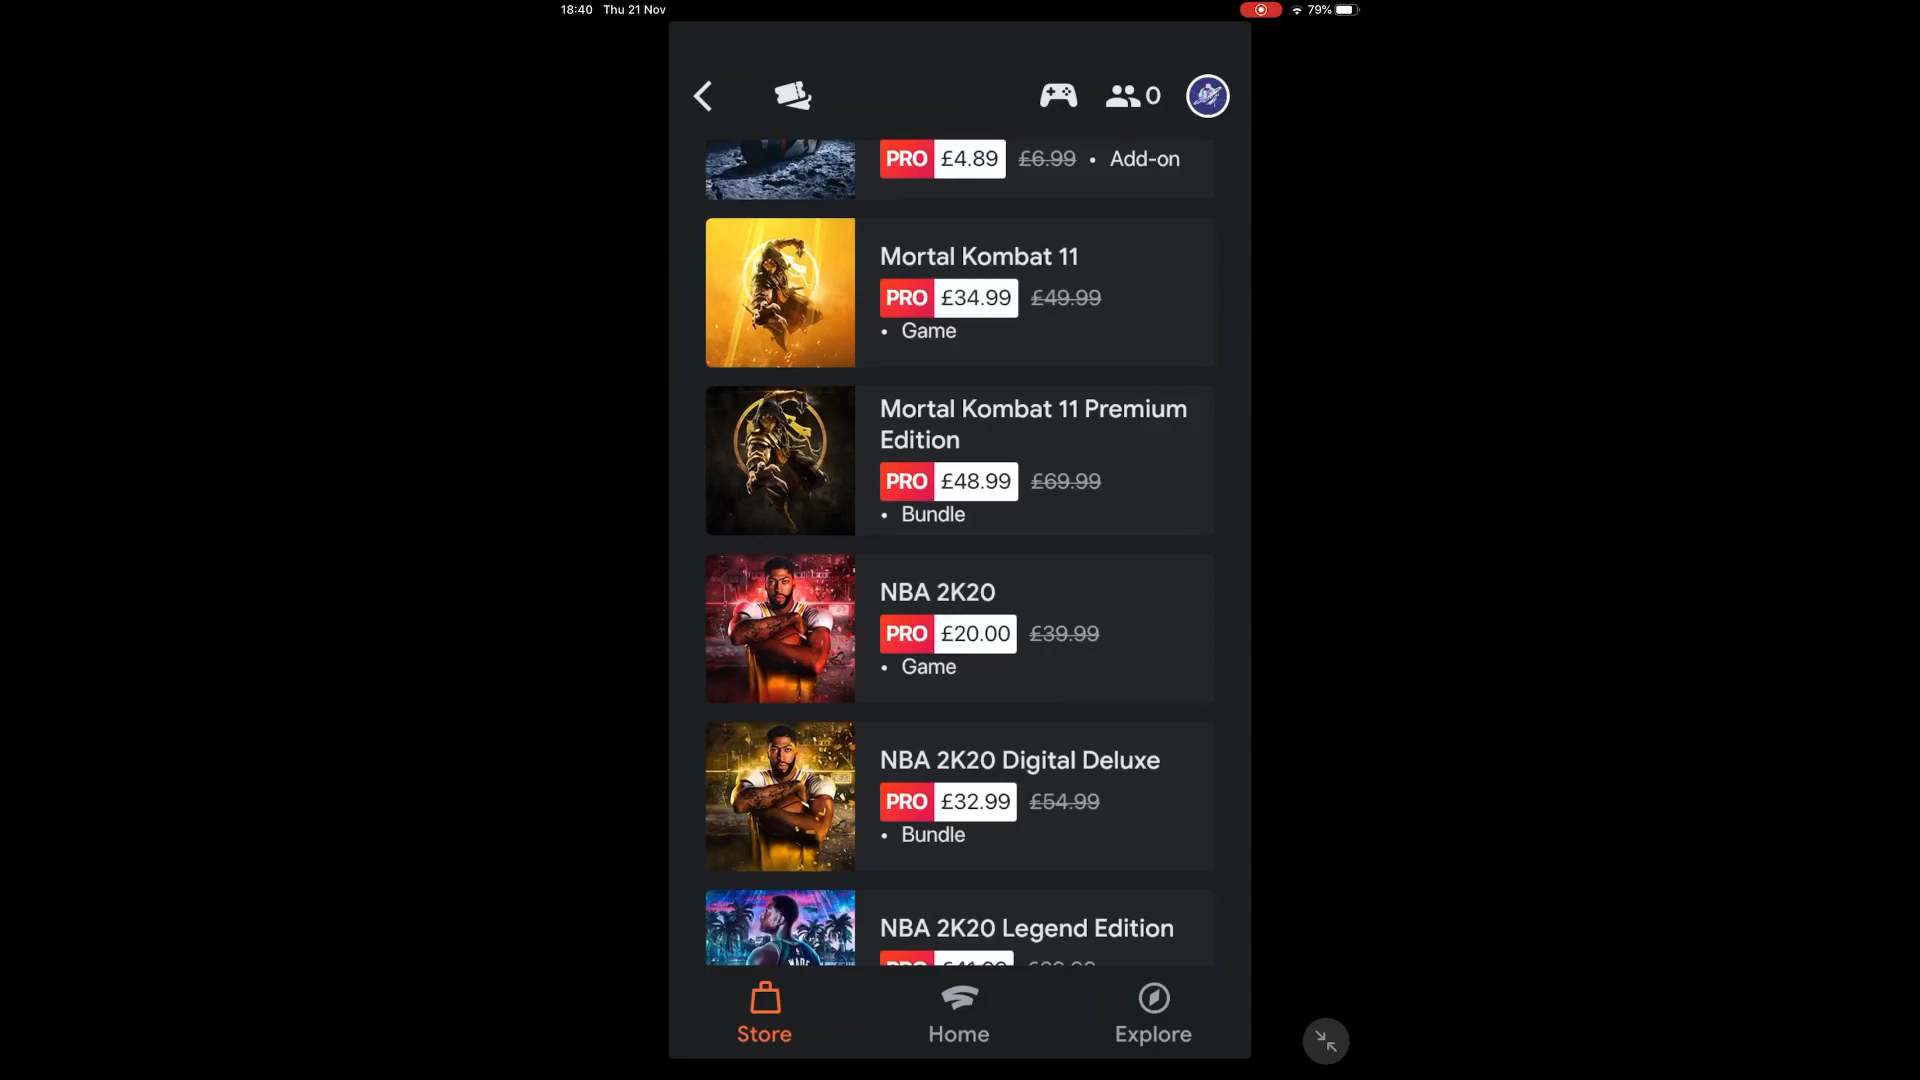 18:40 Thu 21 Nov
79%
0
PRO £4.89 £6.99 • Add-on
Mortal Kombat 11
PRO £34.99 £49.99
• Game
Mortal Kombat 11 Premium
Edition
PRO £48.99 £69.99
• Bundle
NBA 2K20
PRO £20.00 £39.99
• Game
NBA 2K20 Digital Deluxe
PRO £32.99 £54.99
• Bundle
NBA 2K20 Legend Edition
PRO
Store
Home
Explore